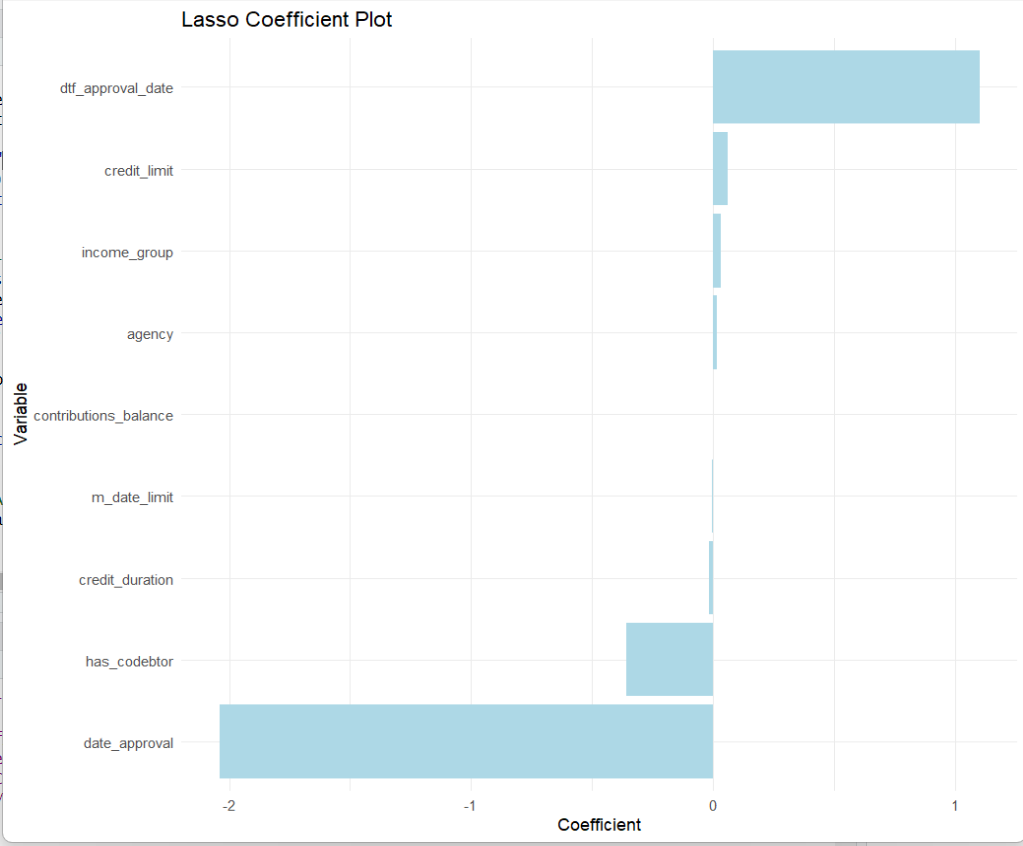 Lasso Coefficient Plot
dtf_approval_date
credit_limit
income_group
agency
contributions_balance
m_date_limit
credit_duration
has_codebtor
date_approval
Variable
-2
-1
0
1
Coefficient